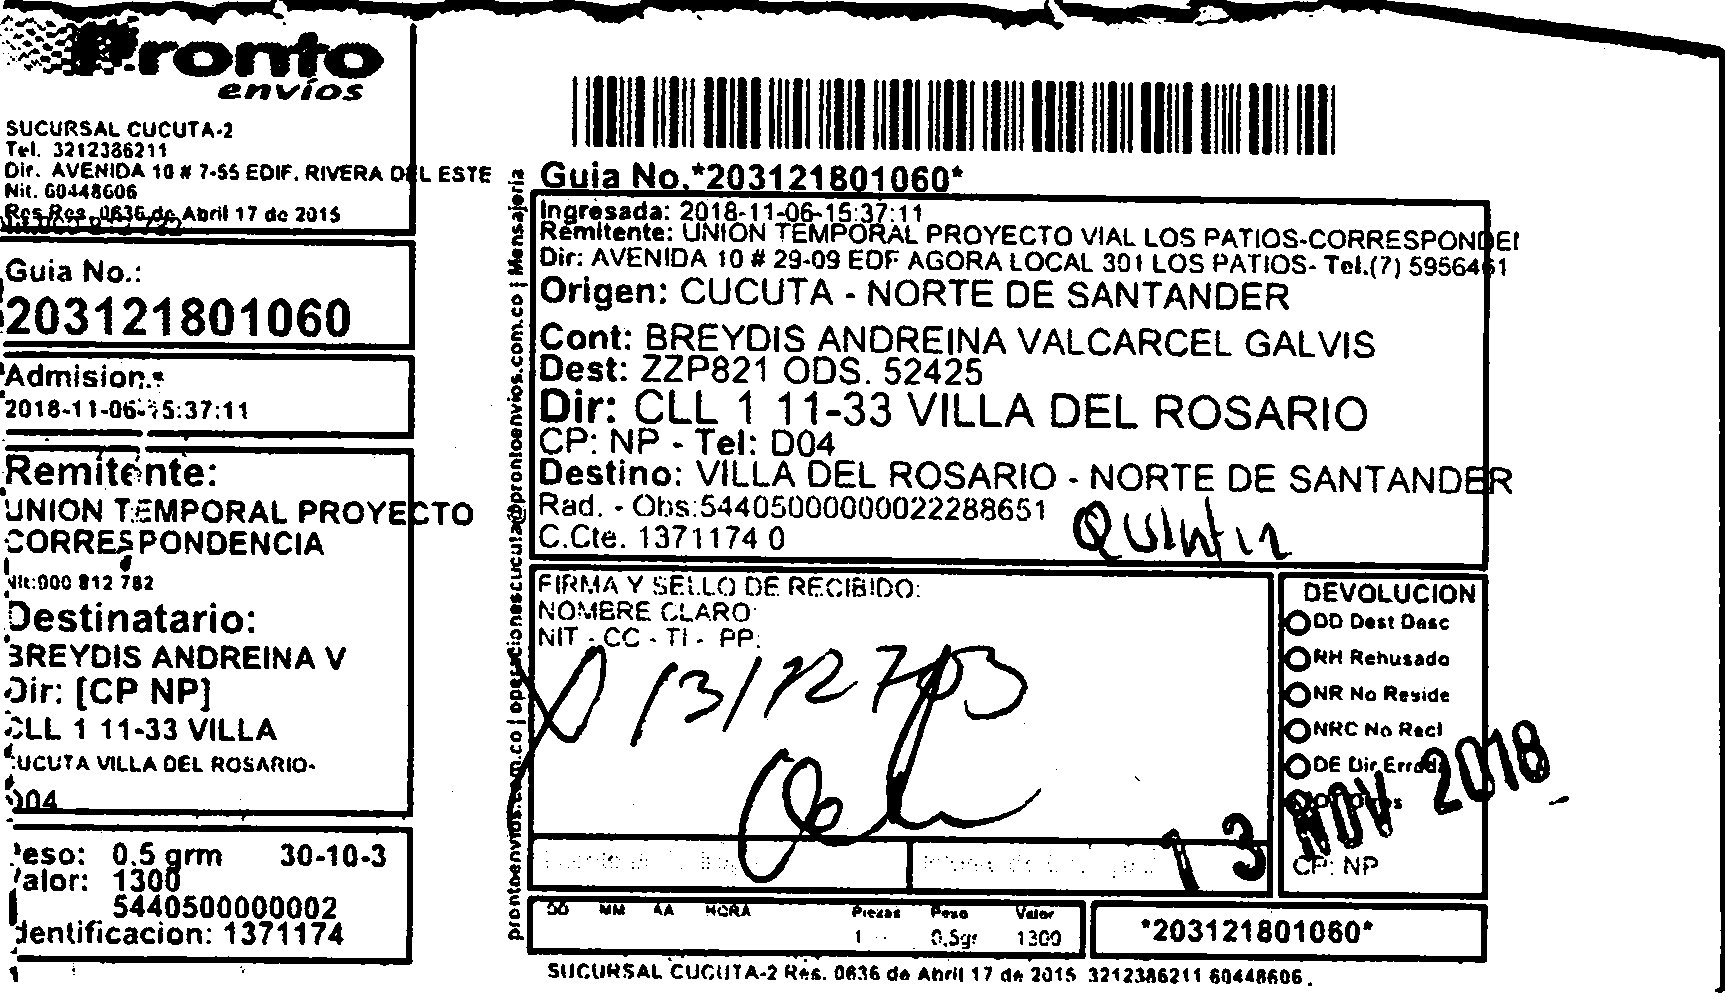 Pronto
envíos
SUCURSAL CUCUTA-2
Tel. 3212386211
Dir. AVENIDA 10 # 7-55 EDIF. RIVERA DEL ESTE
Nit. 60448606
Res Res. 0636 de Abril 17 de 2015
Guia No.:
203121801060
Admision.:
2018-11-06-15:37:11
Remitente:
UNION TEMPORAL PROYECTO
CORRESPONDENCIA
Nit:900 812 782
Destinatario:
BREYDIS ANDREINA V
Dir: [CP NP]
CLL 1 11-33 VILLA
CUCUTA VILLA DEL ROSARIO-
D04
Peso: 0.5 grm 30-10-3
Valor: 1300
5440500000002
Identificacion: 1371174
prontoenvios.com.co | operacionescucuta@prontoenvios.com.co | Mensajeria
Guia No.*203121801060*
Ingresada: 2018-11-06-15:37:11
Remitente: UNION TEMPORAL PROYECTO VIAL LOS PATIOS-CORRESPONDEI
Dir: AVENIDA 10 # 29-09 EDF AGORA LOCAL 301 LOS PATIOS- Tel.(7) 5956461
Origen: CUCUTA - NORTE DE SANTANDER
Cont: BREYDIS ANDREINA VALCARCEL GALVIS
Dest: ZZP821 ODS. 52425
Dir: CLL 1 11-33 VILLA DEL ROSARIO
CP: NP - Tel: D04
Destino: VILLA DEL ROSARIO - NORTE DE SANTANDER
Rad. - Obs:54405000000022288651
C.Cte. 1371174 0
Quintin
FIRMA Y SELLO DE RECIBIDO:
NOMBRE CLARO:
NIT - CC - TI - PP:
DEVOLUCION
DD Dest Desc
RH Rehusado
NR No Reside
NRC No Recl
DE Dir Errada
13 NOV 2018
CP: NP
DD MM AA HORA Piezas Peso Valor
1 0.5gr 1300
*203121801060*
SUCURSAL CUCUTA-2 Res. 0636 de Abril 17 de 2015 3212386211 60448606.